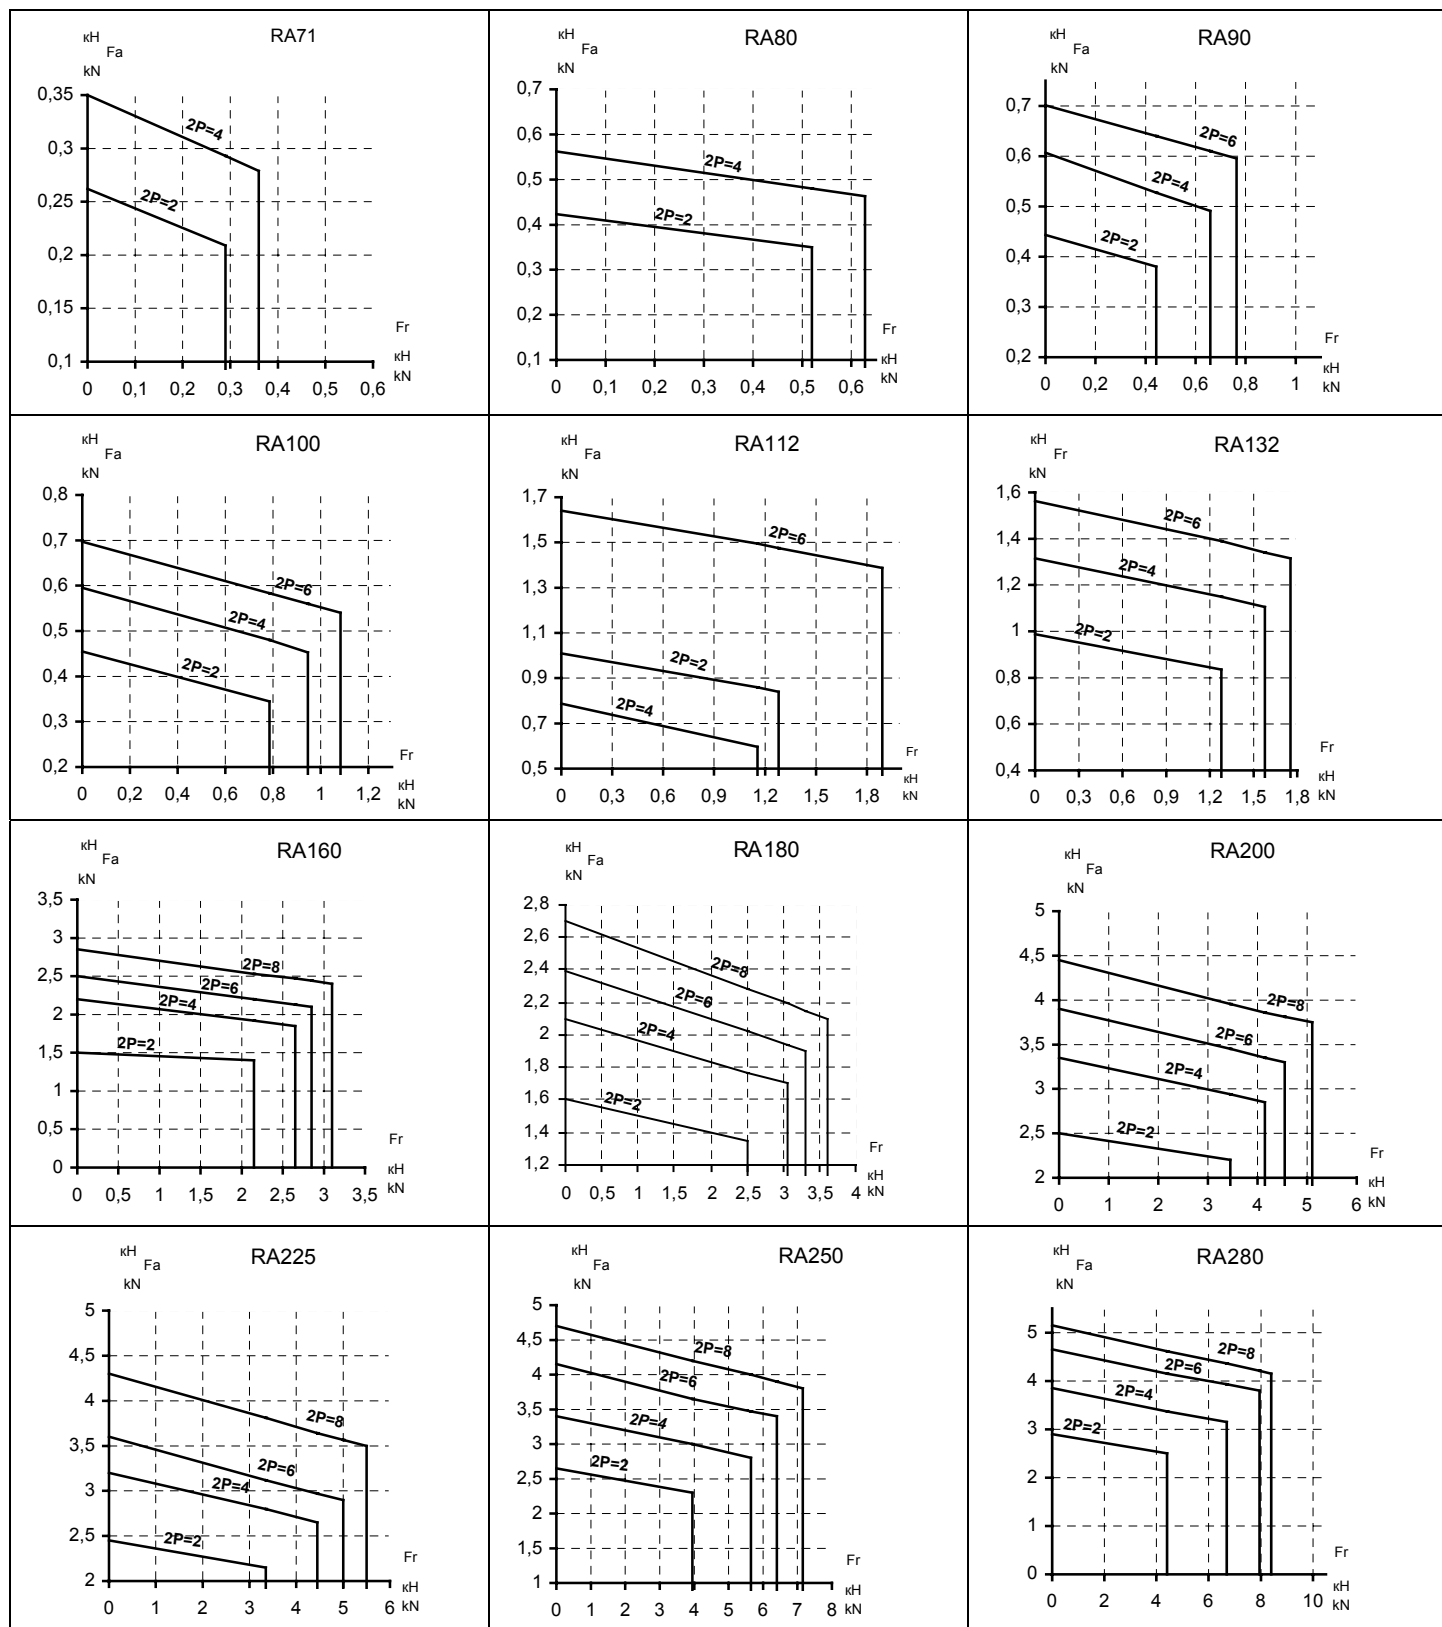 кН
Fa
kN
RA71
0,35
0,3
0,25
0,2
0,15
0,1
2P=4
2P=2
Fr
кН
kN
0 0,1 0,2 0,3 0,4 0,5 0,6
кН
Fa
kN
RA80
0,7
0,6
0,5
0,4
0,3
0,2
0,1
2P=4
2P=2
Fr
кН
kN
0 0,1 0,2 0,3 0,4 0,5 0,6
кН
Fa
kN
RA90
0,7
0,6
0,5
0,4
0,3
0,2
2P=6
2P=4
2P=2
Fr
кН
kN
0 0,2 0,4 0,6 0,8 1
кН
Fa
kN
RA100
0,8
0,7
0,6
0,5
0,4
0,3
0,2
2P=6
2P=4
2P=2
Fr
кН
kN
0 0,2 0,4 0,6 0,8 1 1,2
кН
Fa
kN
RA112
1,7
1,5
1,3
1,1
0,9
0,7
0,5
2P=6
2P=2
2P=4
Fr
кН
kN
0 0,3 0,6 0,9 1,2 1,5 1,8
кН
Fr
kN
RA132
1,6
1,4
1,2
1
0,8
0,6
0,4
2P=6
2P=4
2P=2
Fr
кН
kN
0 0,3 0,6 0,9 1,2 1,5 1,8
кН
Fa
kN
RA160
3,5
3
2,5
2
1,5
1
0,5
0
2P=8
2P=6
2P=4
2P=2
Fr
кН
kN
0 0,5 1 1,5 2 2,5 3 3,5
кН
Fa
kN
RA180
2,8
2,6
2,4
2,2
2
1,8
1,6
1,4
1,2
2P=8
2P=6
2P=4
2P=2
Fr
кН
kN
0 0,5 1 1,5 2 2,5 3 3,5 4
кН
Fa
kN
RA200
5
4,5
4
3,5
3
2,5
2
2P=8
2P=6
2P=4
2P=2
Fr
кН
kN
0 1 2 3 4 5 6
кН
Fa
kN
RA225
5
4,5
4
3,5
3
2,5
2
2P=8
2P=6
2P=4
2P=2
Fr
кН
kN
0 1 2 3 4 5 6
кН
Fa
kN
RA250
5
4,5
4
3,5
3
2,5
2
1,5
1
2P=8
2P=6
2P=4
2P=2
Fr
кН
kN
0 1 2 3 4 5 6 7 8
кН
Fa
kN
RA280
5
4
3
2
1
0
2P=8
2P=6
2P=4
2P=2
Fr
кН
kN
0 2 4 6 8 10